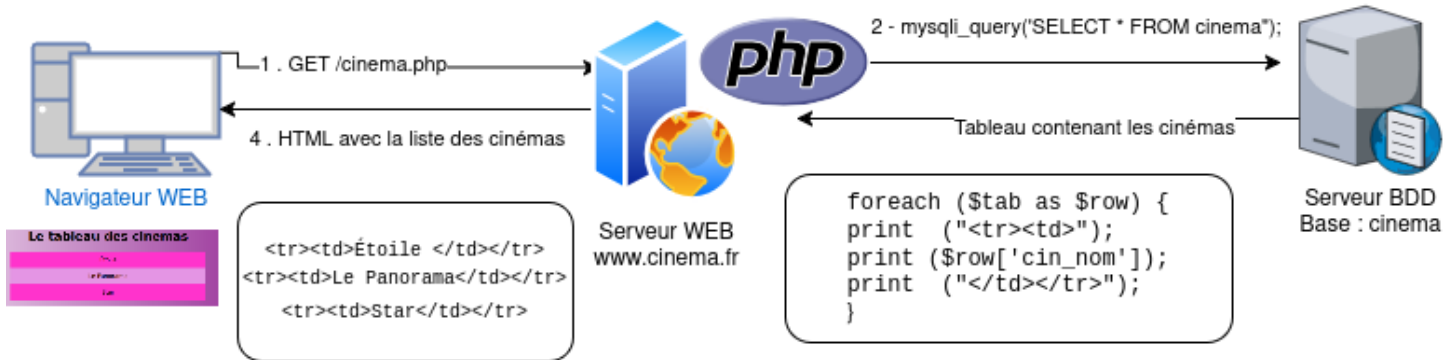 1 . GET /cinema.php
4 . HTML avec la liste des cinémas
Navigateur WEB
Le tableau des cinemas
<tr><td>Étoile </td></tr>
<tr><td>Le Panorama</td></tr>
<tr><td>Star</td></tr>
php
Serveur WEB
www.cinema.fr
2 - mysqli_query("SELECT * FROM cinema");
Tableau contenant les cinémas
foreach ($tab as $row) {
print ("<tr><td>");
print ($row['cin_nom']);
print ("</td></tr>");
}
Serveur BDD
Base : cinema